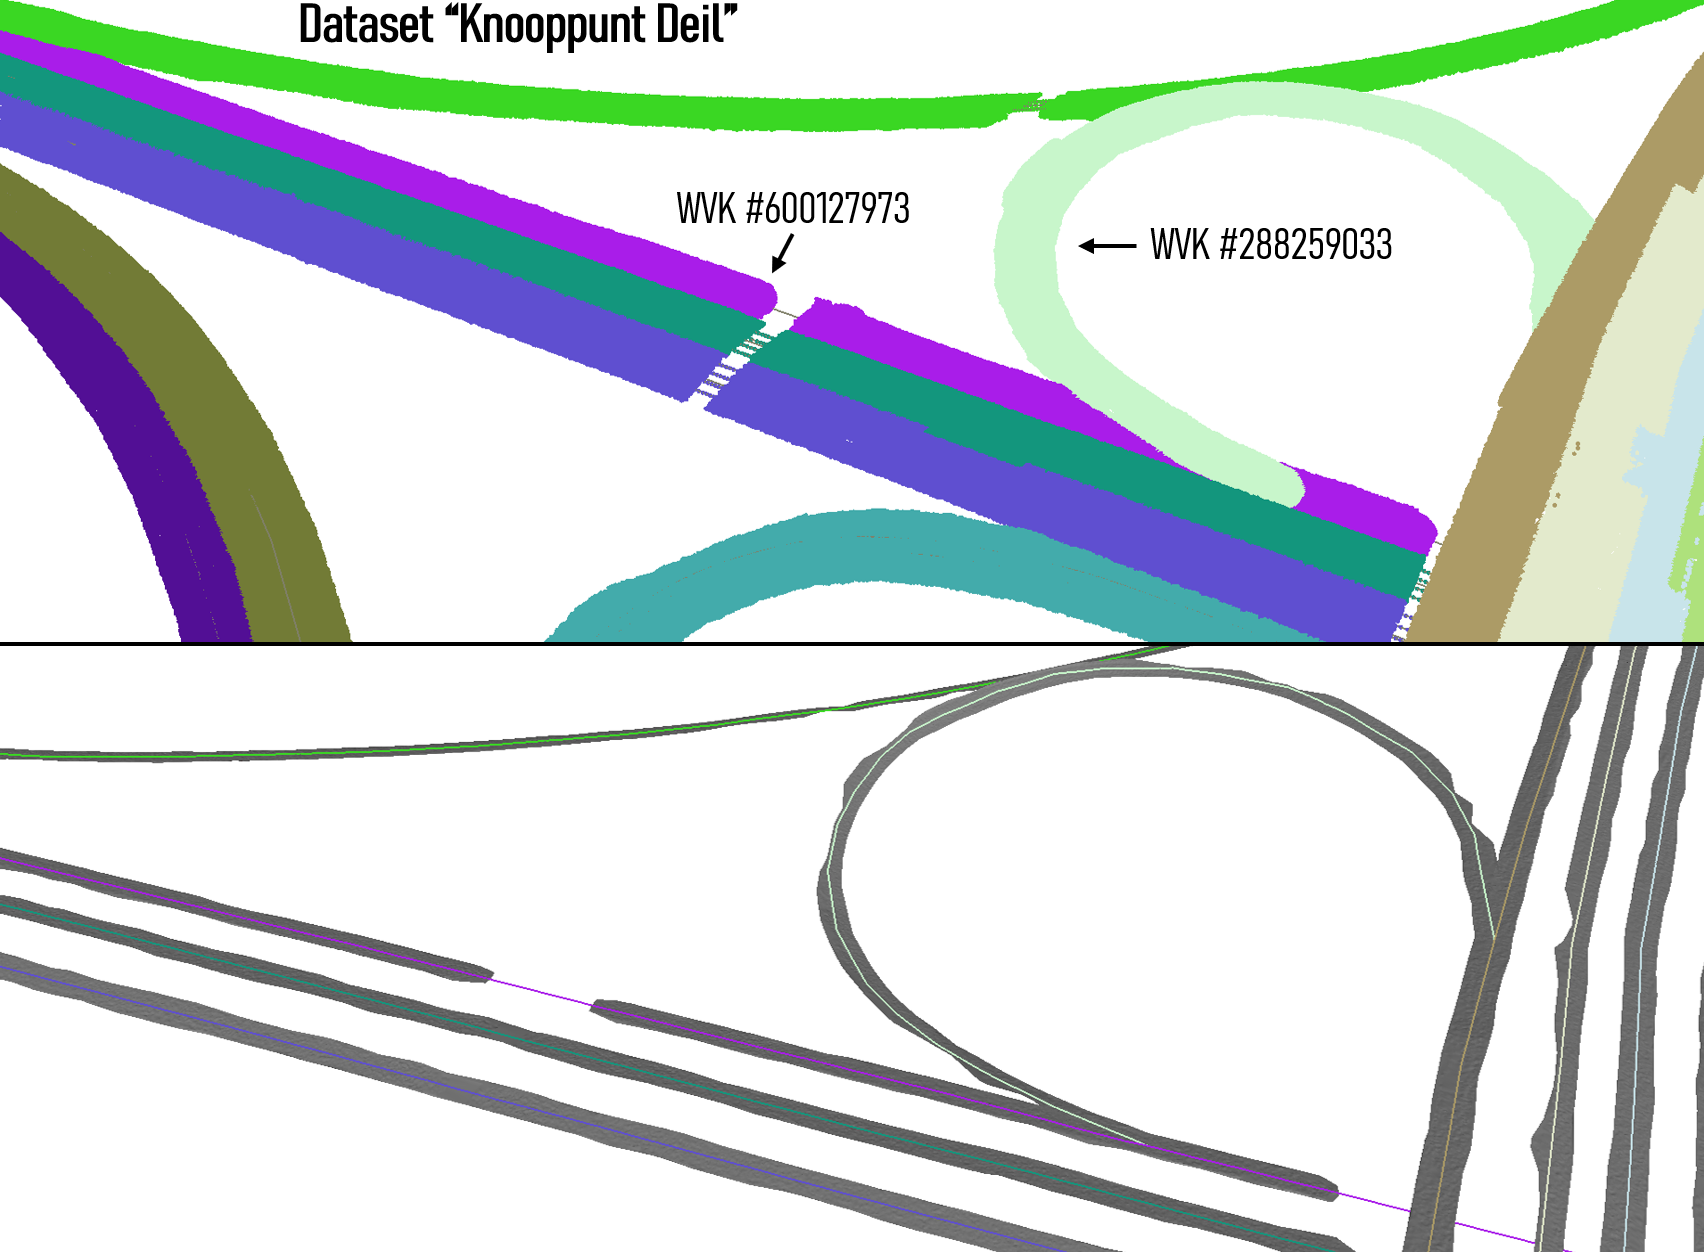 Dataset “Knooppunt Deil”
WVK #600127973
WVK #288259033